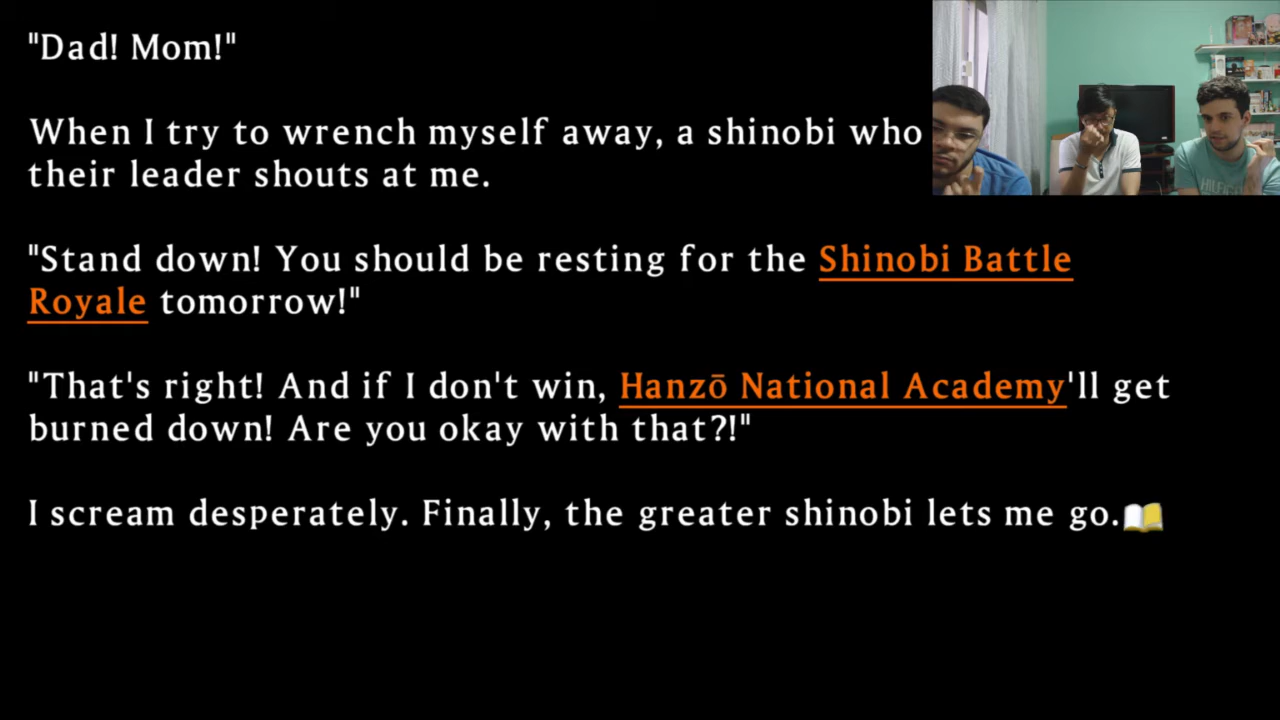 "Dad! Mom!"
When I try to wrench myself away, a shinobi who
their leader shouts at me.
"Stand down! You should be resting for the Shinobi Battle
Royale tomorrow!"
"That's right! And if I don't win, Hanzō National Academy'll get
burned down! Are you okay with that?!"
I scream desperately. Finally, the greater shinobi lets me go.
HILFIGER